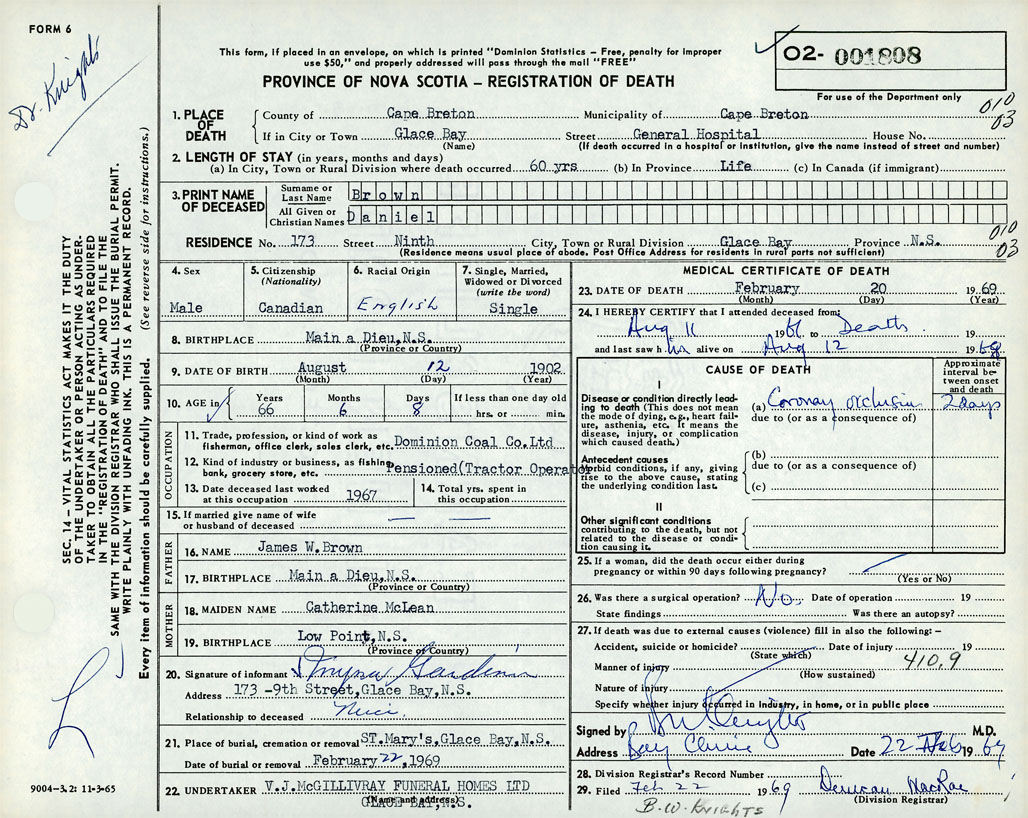 FORM 6
Dr. Knights
This form, if placed in an envelope, on which is printed "Dominion Statistics – Free, penalty for improper
use $50," and properly addressed will pass through the mail "FREE"
✓ O2- 001808
For use of the Department only
PROVINCE OF NOVA SCOTIA – REGISTRATION OF DEATH
010
03
1. PLACE OF DEATH
County of Cape Breton Municipality of Cape Breton
If in City or Town Glace Bay Street General Hospital House No.
(Name) (If death occurred in a hospital or institution, give the name instead of street and number)
2. LENGTH OF STAY (in years, months and days)
(a) In City, Town or Rural Division where death occurred 60 yrs (b) In Province Life (c) In Canada (if immigrant)
3. PRINT NAME OF DECEASED
Surname or Last Name Brown
All Given or Christian Names Daniel
010
03
RESIDENCE No. 173 Street Ninth City, Town or Rural Division Glace Bay Province N.S.
(Residence means usual place of abode. Post Office Address for residents in rural parts not sufficient)
4. Sex
Male
5. Citizenship
(Nationality)
Canadian
6. Racial Origin
English
7. Single, Married,
Widowed or Divorced
(write the word)
Single
8. BIRTHPLACE Main a Dieu,N.S.
(Province or Country)
9. DATE OF BIRTH August 12 1902
(Month) (Day) (Year)
10. AGE in Years Months Days If less than one day old
66 6 8 hrs. or min.
OCCUPATION
11. Trade, profession, or kind of work as
fisherman, office clerk, sales clerk, etc. Dominion Coal Co.Ltd
12. Kind of industry or business, as fishing,
bank, grocery store, etc. Pensioned(Tractor Operator
13. Date deceased last worked
at this occupation 1967
14. Total yrs. spent in
this occupation
15. If married give name of wife
or husband of deceased — —
FATHER
16. NAME James W.Brown
17. BIRTHPLACE Main a Dieu,N.S.
(Province or Country)
MOTHER
18. MAIDEN NAME Catherine McLean
19. BIRTHPLACE Low Point,N.S.
(Province or Country)
20. Signature of informant
Address 173 -9th Street,Glace Bay,N.S.
Relationship to deceased Neice
21. Place of burial, cremation or removal ST.Mary's,Glace Bay,N.S.
Date of burial or removal February 22,1969
22. UNDERTAKER V.J.McGILLIVRAY FUNERAL HOMES LTD
(Name and address)
GLACE BAY,N.S.
MEDICAL CERTIFICATE OF DEATH
23. DATE OF DEATH February 20 1969
(Month) (Day) (Year)
24. I HEREBY CERTIFY that I attended deceased from:
Aug 11 19 to Death 19
and last saw h im alive on Aug 12 19
CAUSE OF DEATH
Approximate
interval be-
tween onset
and death
I
Disease or condition directly lead-
ing to death (This does not mean
the mode of dying, e.g., heart fail-
ure, asthenia, etc. It means the
disease, injury, or complication
which caused death.)
(a) Coronary occlusion 2 days
due to (or as a consequence of)
Antecedent causes
Morbid conditions, if any, giving
rise to the above cause, stating
the underlying condition last.
(b)
due to (or as a consequence of)
(c)
II
Other significant conditions
contributing to the death, but not
related to the disease or condi-
tion causing it.
25. If a woman, did the death occur either during
pregnancy or within 90 days following pregnancy?
(Yes or No)
26. Was there a surgical operation? No. Date of operation 19
State findings Was there an autopsy?
27. If death was due to external causes (violence) fill in also the following: –
Accident, suicide or homicide? Date of injury 19
(State which) 410.9
Manner of injury
(How sustained)
Nature of injury
Specify whether injury occurred in Industry, in home, or in public place
Signed by M.D.
Address Bay Clinic Date 22 Feb 1969
28. Division Registrar's Record Number
29. Filed Feb 22 1969 MacRae
(Division Registrar)
B.W. KNIGHTS
SEC. 14 – VITAL STATISTICS ACT MAKES IT THE DUTY
OF THE UNDERTAKER OR PERSON ACTING AS UNDER-
TAKER TO OBTAIN ALL THE PARTICULARS REQUIRED
IN THE "REGISTRATION OF DEATH" AND TO FILE THE
SAME WITH THE DIVISION REGISTRAR WHO SHALL ISSUE THE BURIAL PERMIT.
WRITE PLAINLY WITH UNFADING INK. THIS IS A PERMANENT RECORD.
Every item of information should be carefully supplied. (See reverse side for instructions.)
L
9004-3.2: 11-3-65